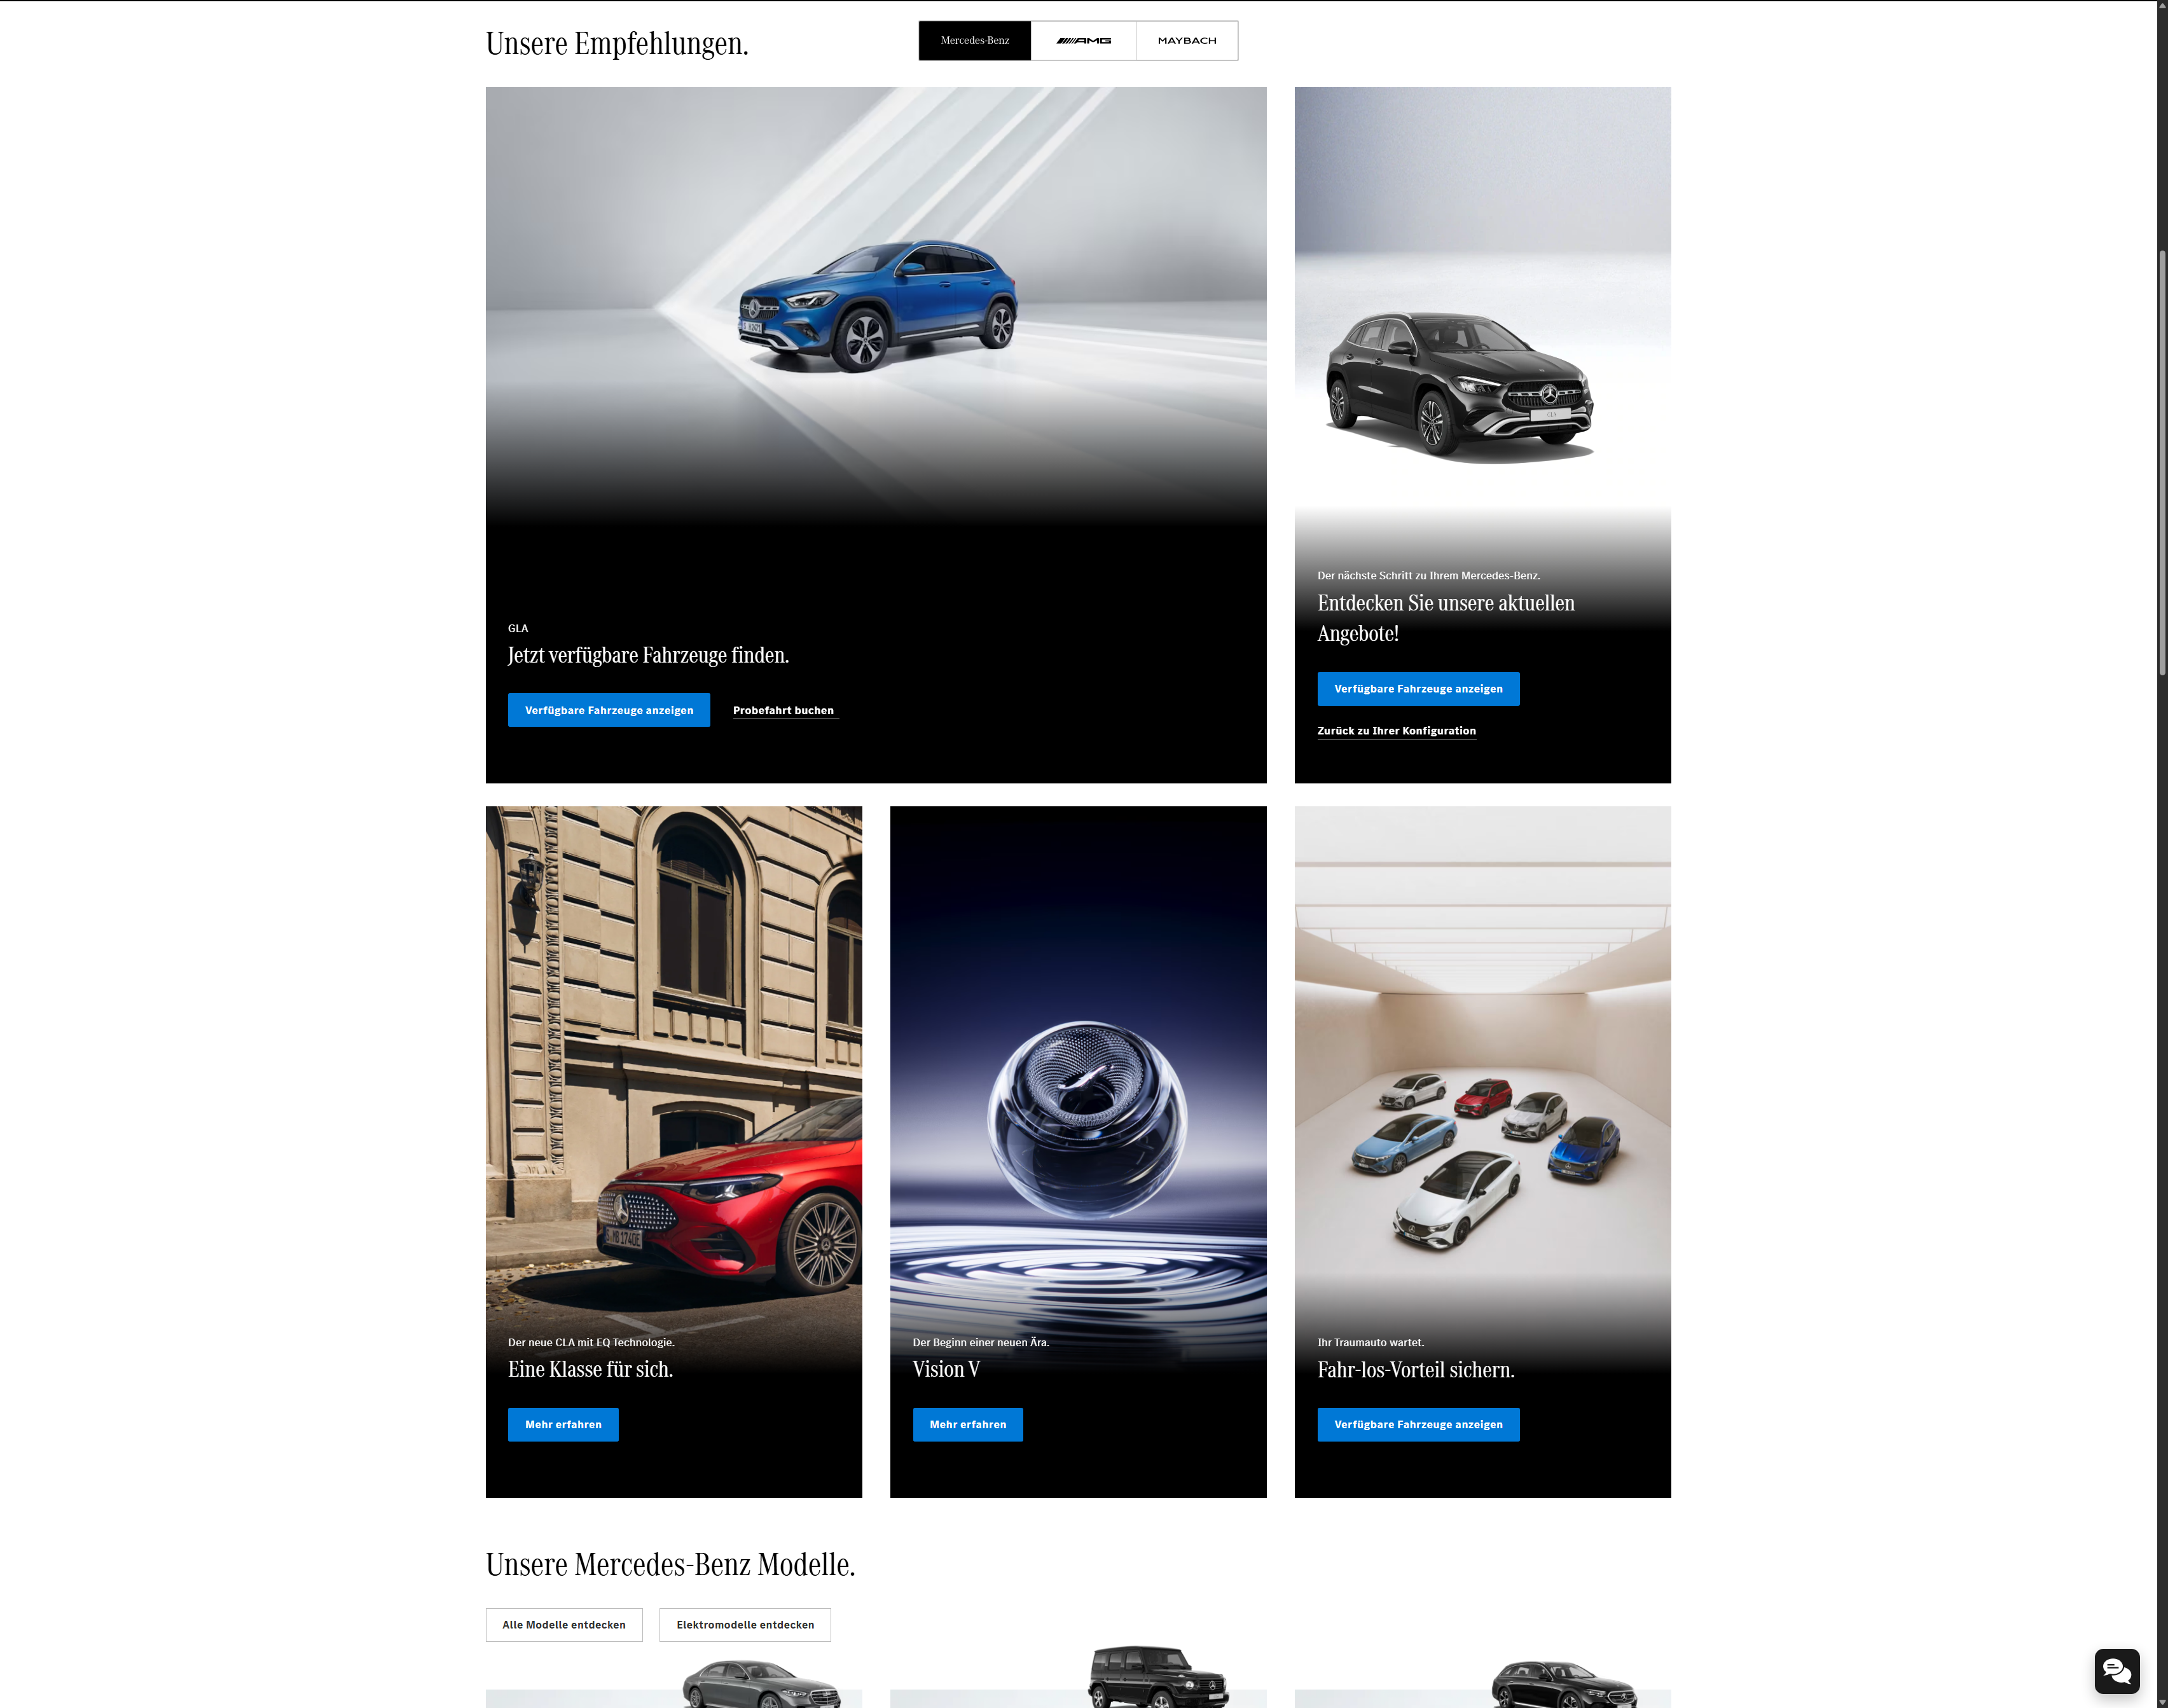 Unsere Empfehlungen.
Mercedes-Benz
AMG
MAYBACH
GLA
Jetzt verfügbare Fahrzeuge finden.
Verfügbare Fahrzeuge anzeigen
Probefahrt buchen
GLA
Der nächste Schritt zu Ihrem Mercedes-Benz.
Entdecken Sie unsere aktuellen
Angebote!
Verfügbare Fahrzeuge anzeigen
Zurück zu Ihrer Konfiguration
Der neue CLA mit EQ Technologie.
Eine Klasse für sich.
Mehr erfahren
Der Beginn einer neuen Ära.
Vision V
Mehr erfahren
Ihr Traumauto wartet.
Fahr-los-Vorteil sichern.
Verfügbare Fahrzeuge anzeigen
Unsere Mercedes-Benz Modelle.
Alle Modelle entdecken
Elektromodelle entdecken